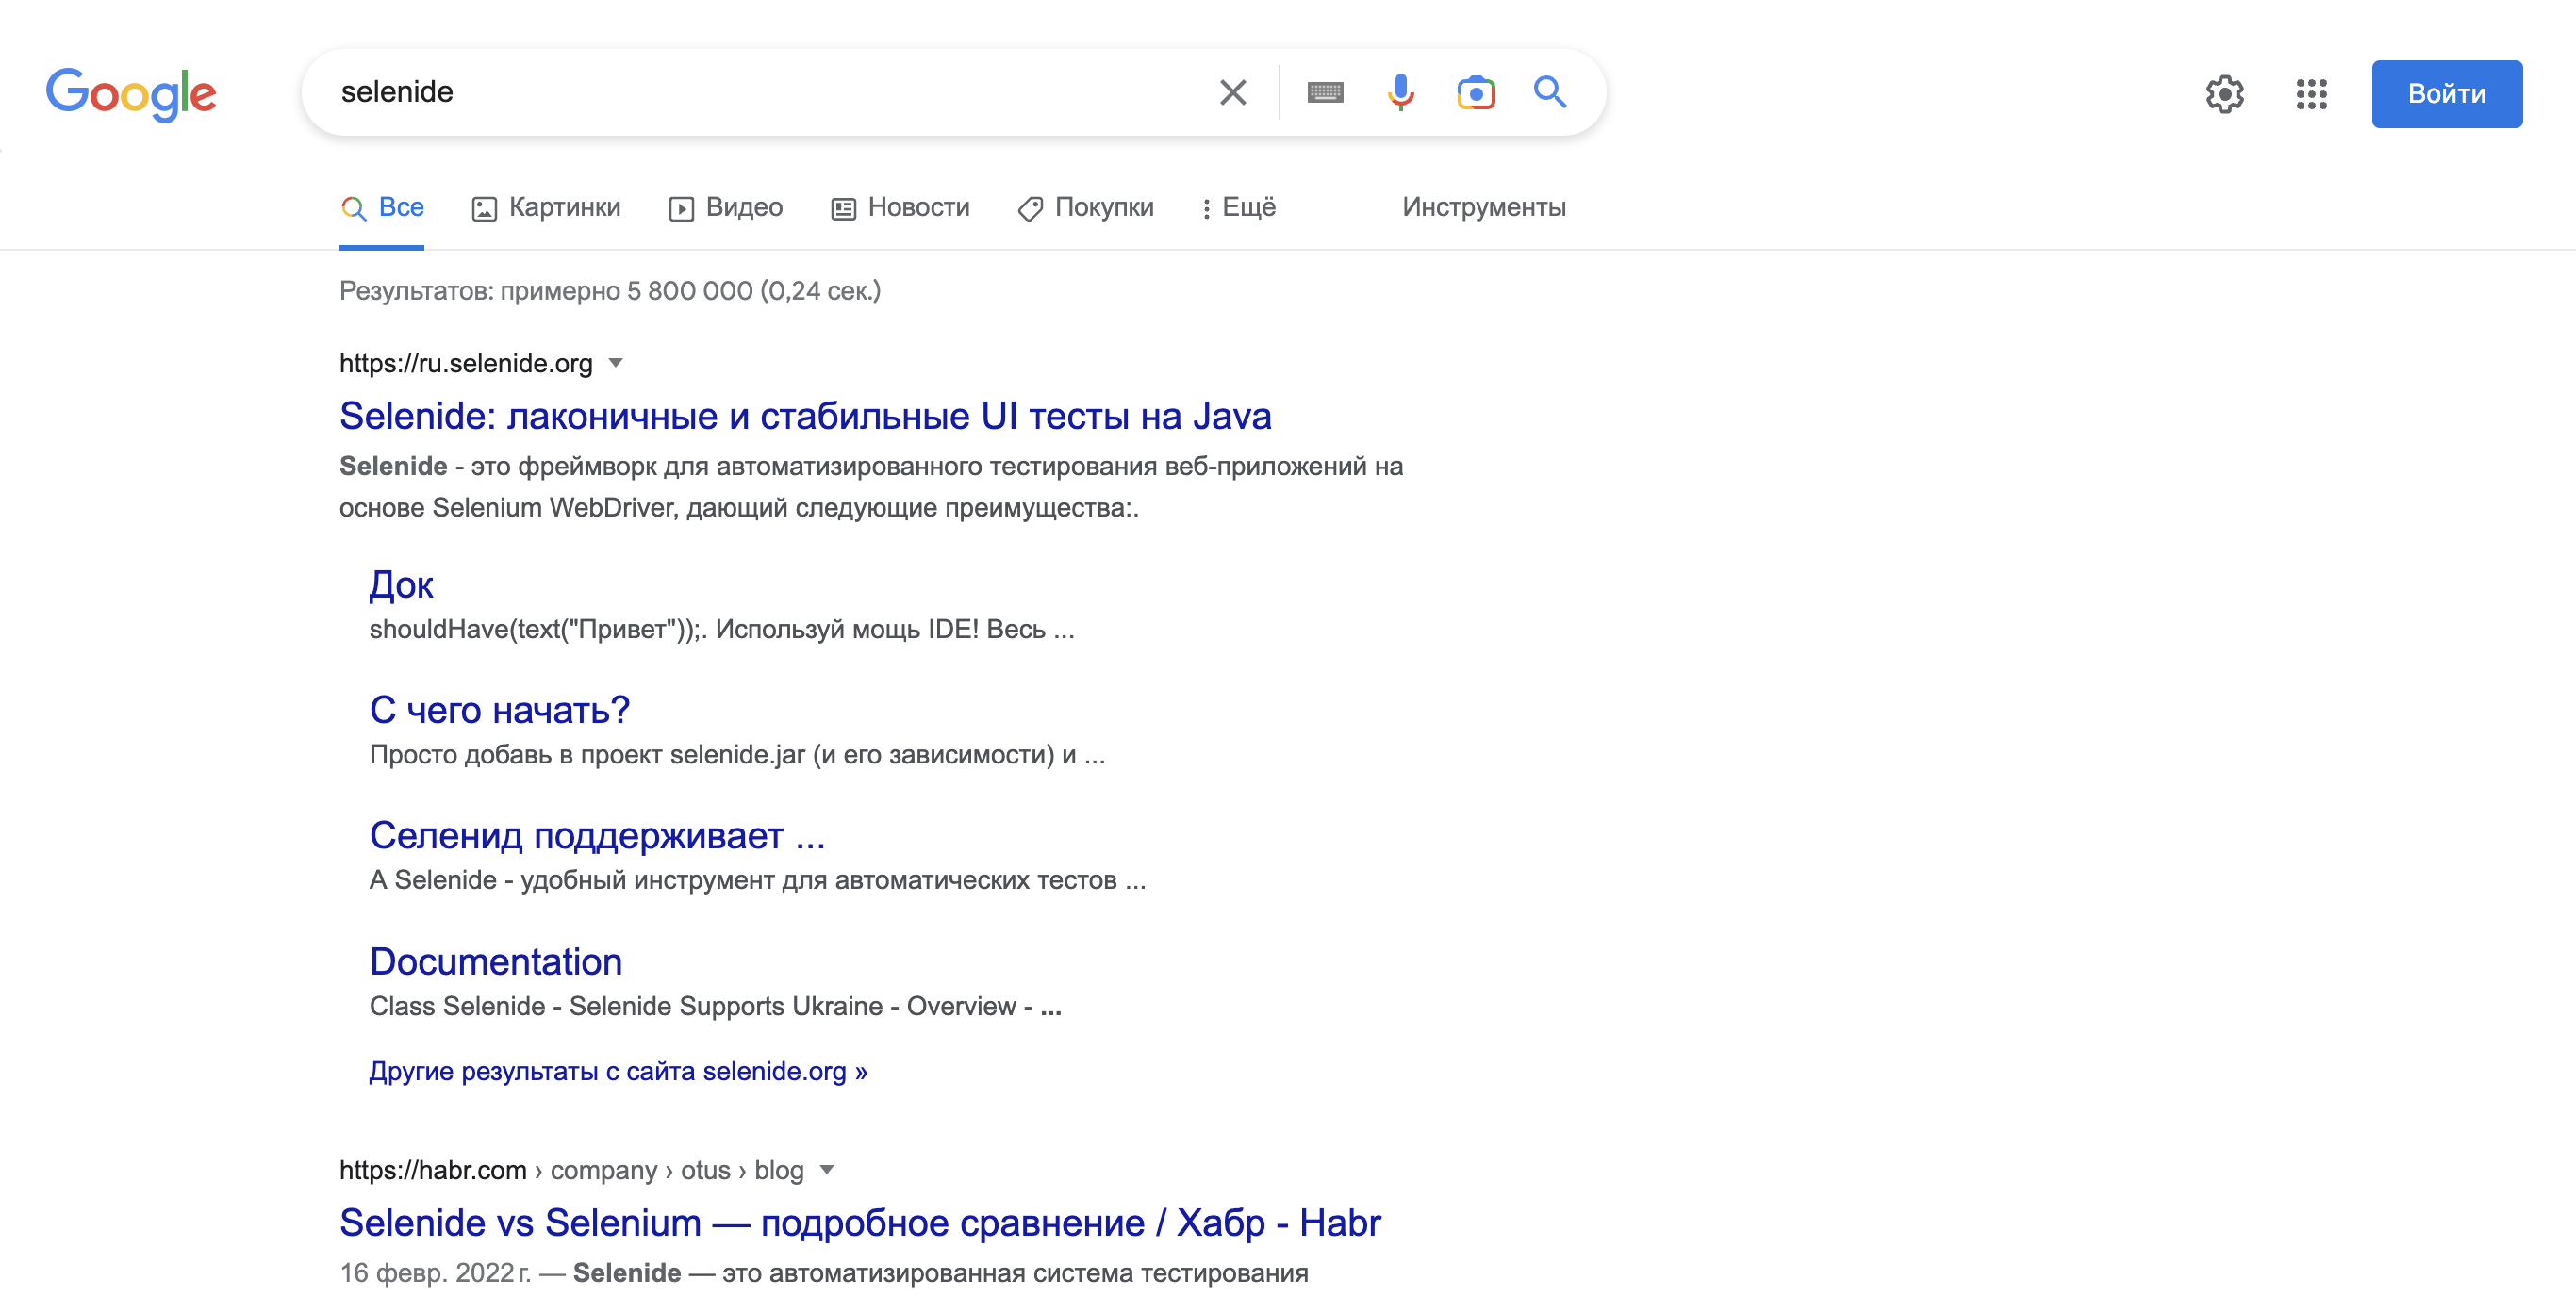 Google
selenide
Войти
Все
Картинки
Видео
Новости
Покупки
Ещё
Инструменты
Результатов: примерно 5 800 000 (0,24 сек.)
https://ru.selenide.org
Selenide: лаконичные и стабильные UI тесты на Java
Selenide - это фреймворк для автоматизированного тестирования веб-приложений на
основе Selenium WebDriver, дающий следующие преимущества:.
Док
shouldHave(text("Привет"));. Используй мощь IDE! Весь ...
С чего начать?
Просто добавь в проект selenide.jar (и его зависимости) и ...
Селенид поддерживает ...
А Selenide - удобный инструмент для автоматических тестов ...
Documentation
Class Selenide - Selenide Supports Ukraine - Overview - ...
Другие результаты с сайта selenide.org »
https://habr.com › company › otus › blog
Selenide vs Selenium — подробное сравнение / Хабр - Habr
16 февр. 2022 г. — Selenide — это автоматизированная система тестирования